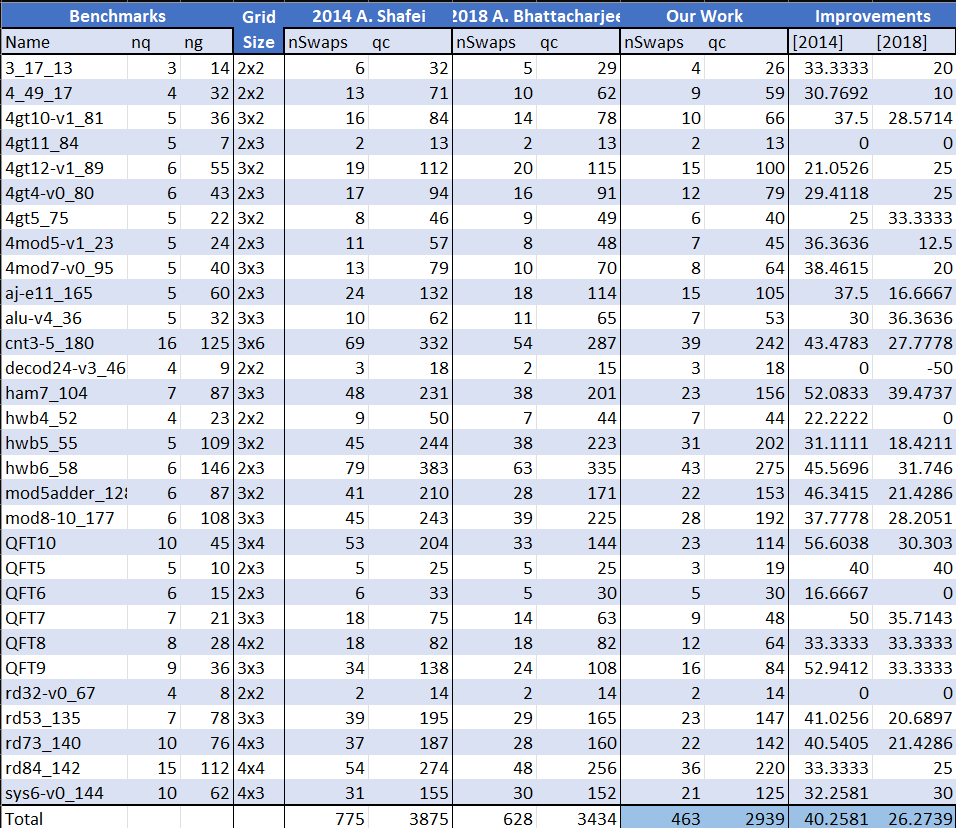 Benchmarks Grid 2014 A. Shafei 2018 A. Bhattacharjee Our Work Improvements
Name nq ng Size nSwaps qc nSwaps qc nSwaps qc [2014] [2018]
3_17_13 3 14 2x2 6 32 5 29 4 26 33.3333 20
4_49_17 4 32 2x2 13 71 10 62 9 59 30.7692 10
4gt10-v1_81 5 36 3x2 16 84 14 78 10 66 37.5 28.5714
4gt11_84 5 7 2x3 2 13 2 13 2 13 0 0
4gt12-v1_89 6 55 3x2 19 112 20 115 15 100 21.0526 25
4gt4-v0_80 6 43 2x3 17 94 16 91 12 79 29.4118 25
4gt5_75 5 22 3x2 8 46 9 49 6 40 25 33.3333
4mod5-v1_23 5 24 2x3 11 57 8 48 7 45 36.3636 12.5
4mod7-v0_95 5 40 3x3 13 79 10 70 8 64 38.4615 20
aj-e11_165 5 60 2x3 24 132 18 114 15 105 37.5 16.6667
alu-v4_36 5 32 3x3 10 62 11 65 7 53 30 36.3636
cnt3-5_180 16 125 3x6 69 332 54 287 39 242 43.4783 27.7778
decod24-v3_46 4 9 2x2 3 18 2 15 3 18 0 -50
ham7_104 7 87 3x3 48 231 38 201 23 156 52.0833 39.4737
hwb4_52 4 23 2x2 9 50 7 44 7 44 22.2222 0
hwb5_55 5 109 3x2 45 244 38 223 31 202 31.1111 18.4211
hwb6_58 6 146 2x3 79 383 63 335 43 275 45.5696 31.746
mod5adder_128 6 87 3x2 41 210 28 171 22 153 46.3415 21.4286
mod8-10_177 6 108 3x3 45 243 39 225 28 192 37.7778 28.2051
QFT10 10 45 3x4 53 204 33 144 23 114 56.6038 30.303
QFT5 5 10 2x3 5 25 5 25 3 19 40 40
QFT6 6 15 2x3 6 33 5 30 5 30 16.6667 0
QFT7 7 21 3x3 18 75 14 63 9 48 50 35.7143
QFT8 8 28 4x2 18 82 18 82 12 64 33.3333 33.3333
QFT9 9 36 3x3 34 138 24 108 16 84 52.9412 33.3333
rd32-v0_67 4 8 2x2 2 14 2 14 2 14 0 0
rd53_135 7 78 3x3 39 195 29 165 23 147 41.0256 20.6897
rd73_140 10 76 4x3 37 187 28 160 22 142 40.5405 21.4286
rd84_142 15 112 4x4 54 274 48 256 36 220 33.3333 25
sys6-v0_144 10 62 4x3 31 155 30 152 21 125 32.2581 30
Total 775 3875 628 3434 463 2939 40.2581 26.2739